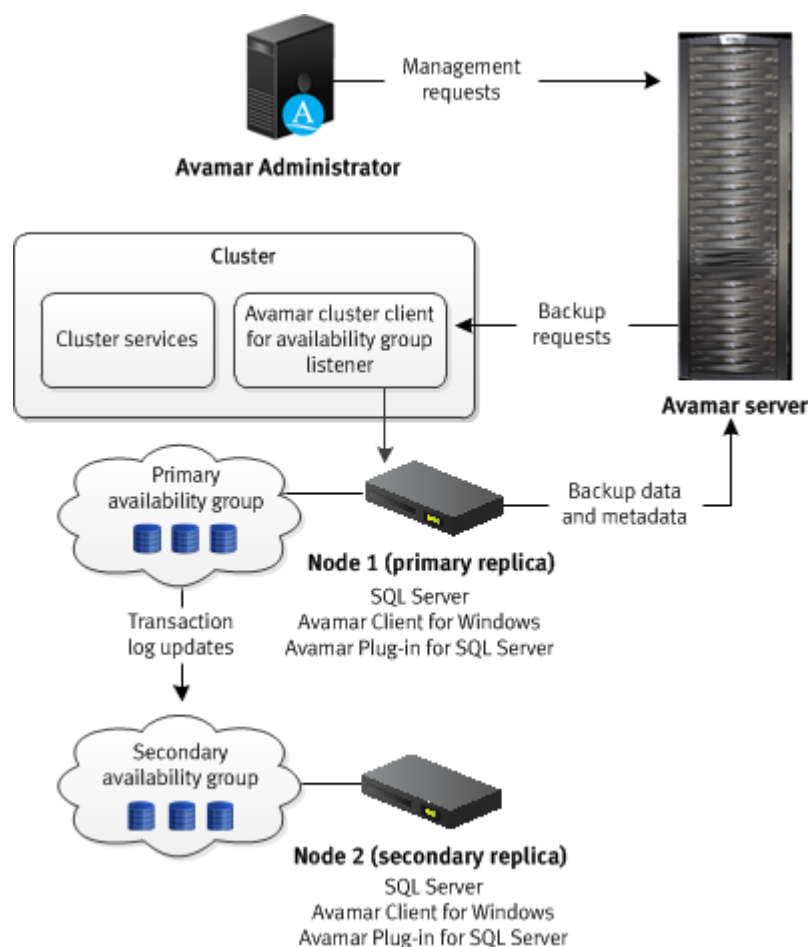 Management
requests
A
Avamar Administrator
Cluster
Cluster services
Avamar cluster client
for availability group
listener
Backup
requests
Avamar server
Primary
availability group
Backup data
and metadata
Node 1 (primary replica)
SQL Server
Avamar Client for Windows
Avamar Plug-in for SQL Server
Transaction
log updates
Secondary
availability group
Node 2 (secondary replica)
SQL Server
Avamar Client for Windows
Avamar Plug-in for SQL Server